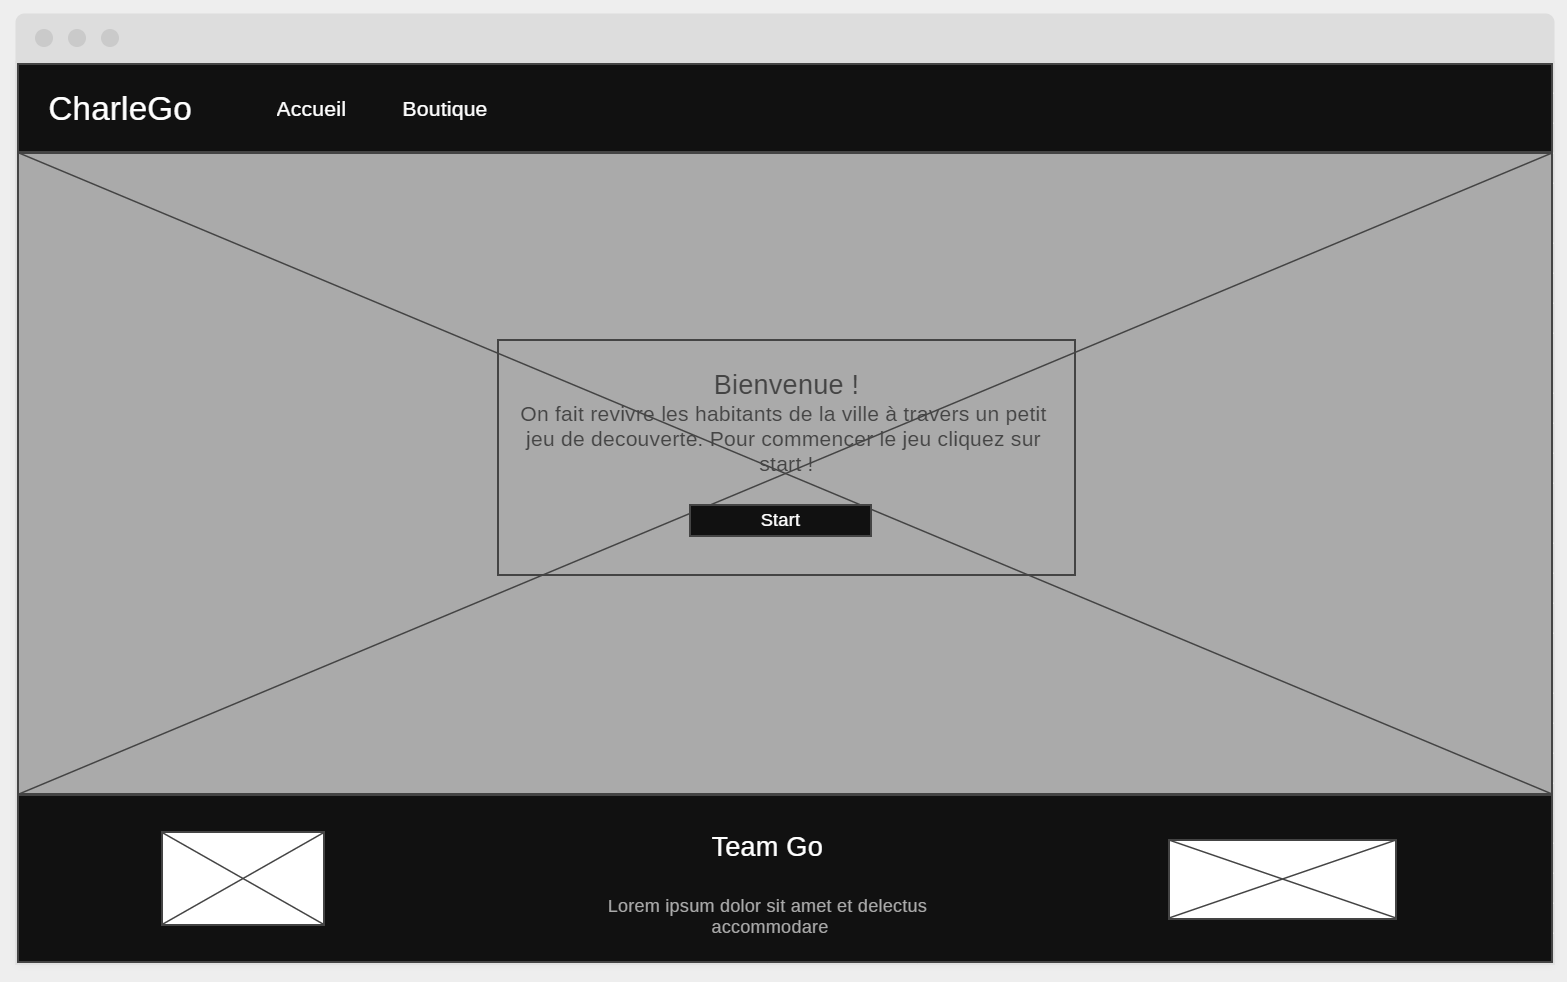 CharleGo Accueil Boutique
Bienvenue !
On fait revivre les habitants de la ville à travers un petit
jeu de decouverte. Pour commencer le jeu cliquez sur
start !
Start
Team Go
Lorem ipsum dolor sit amet et delectus
accommodare